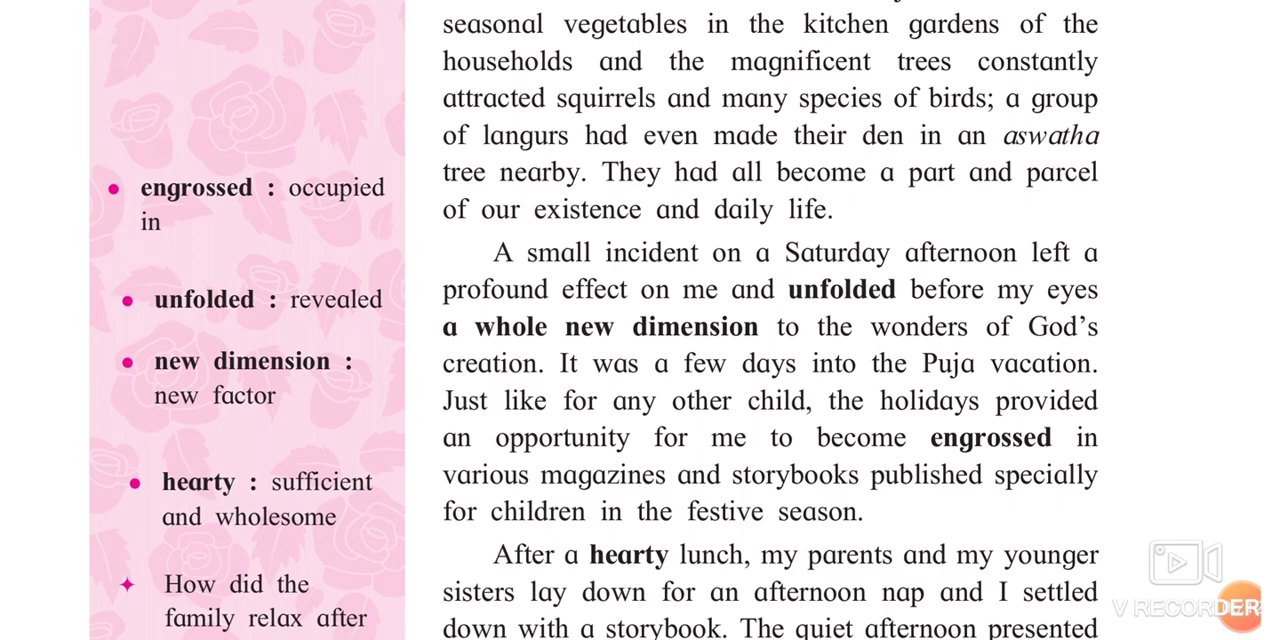 seasonal vegetables in the kitchen gardens of the
households and the magnificent trees constantly
attracted squirrels and many species of birds; a group
of langurs had even made their den in an aswatha
tree nearby. They had all become a part and parcel
of our existence and daily life.
A small incident on a Saturday afternoon left a
profound effect on me and unfolded before my eyes
a whole new dimension to the wonders of God's
creation. It was a few days into the Puja vacation.
Just like for any other child, the holidays provided
an opportunity for me to become engrossed in
various magazines and storybooks published specially
for children in the festive season.
After a hearty lunch, my parents and my younger
sisters lay down for an afternoon nap and I settled
down with a storybook. The quiet afternoon presented
• engrossed : occupied
in
• unfolded : revealed
• new dimension :
new factor
• hearty : sufficient
and wholesome
✦ How did the
family relax after
V RECORDER